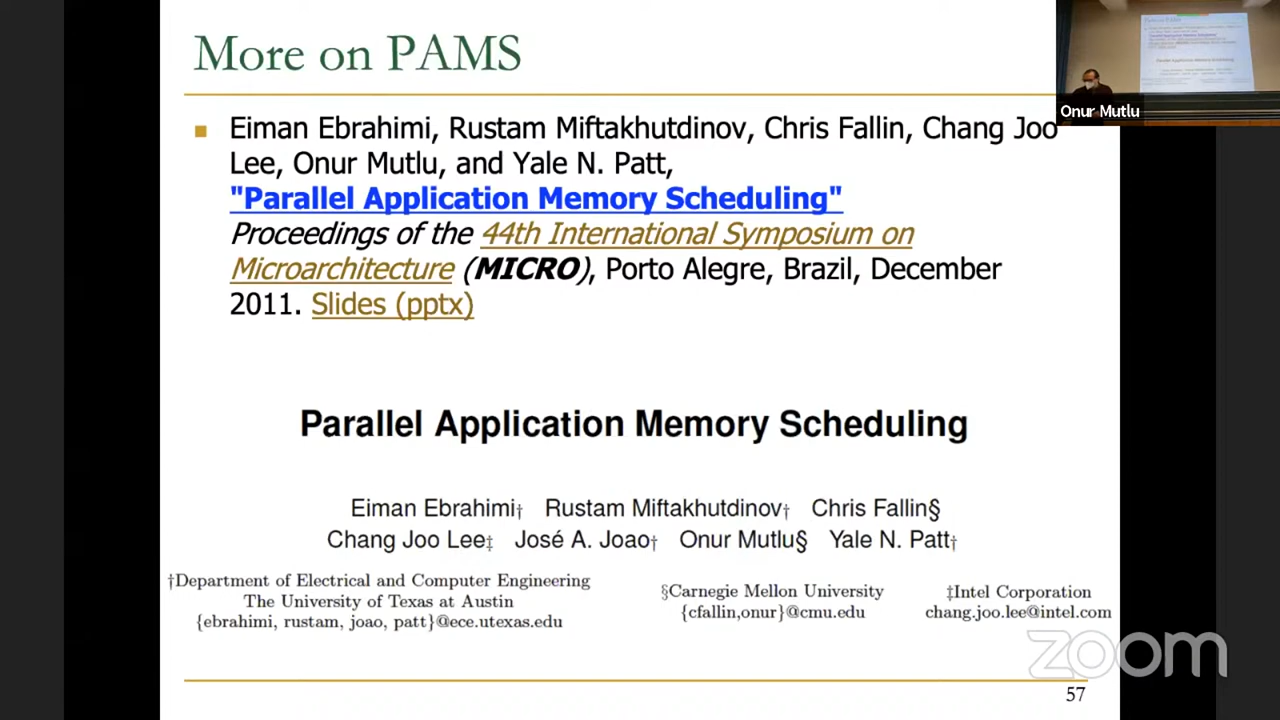 More on PAMS
Onur Mutlu
Eiman Ebrahimi, Rustam Miftakhutdinov, Chris Fallin, Chang Joo
Lee, Onur Mutlu, and Yale N. Patt,
"Parallel Application Memory Scheduling"
Proceedings of the 44th International Symposium on
Microarchitecture (MICRO), Porto Alegre, Brazil, December
2011. Slides (pptx)
Parallel Application Memory Scheduling
Eiman Ebrahimi† Rustam Miftakhutdinov† Chris Fallin§
Chang Joo Lee‡ José A. Joao† Onur Mutlu§ Yale N. Patt†
†Department of Electrical and Computer Engineering
The University of Texas at Austin
{ebrahimi, rustam, joao, patt}@ece.utexas.edu
§Carnegie Mellon University
{cfallin,onur}@cmu.edu
‡Intel Corporation
chang.joo.lee@intel.com
zoom
57